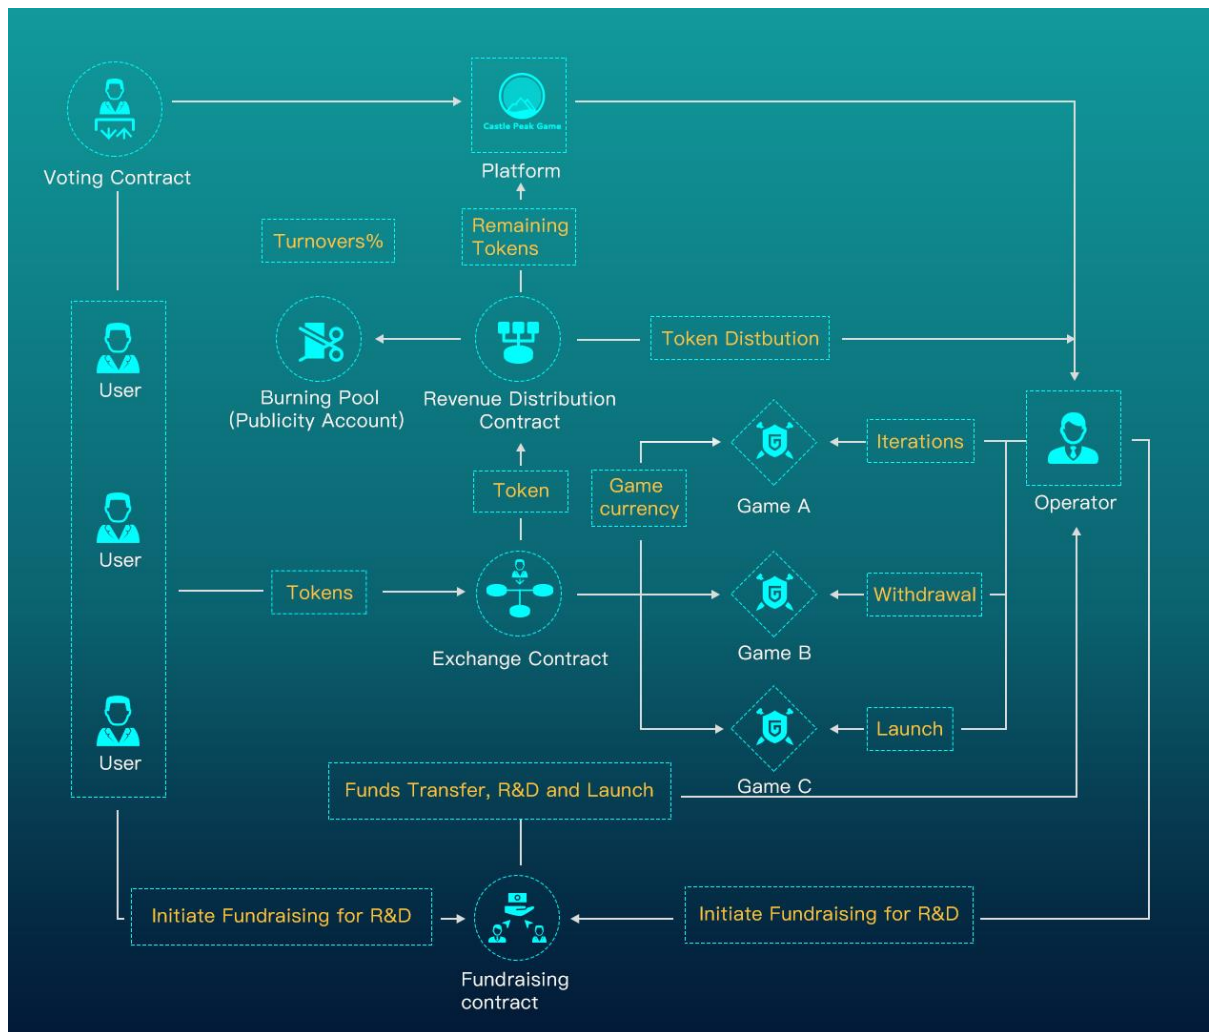 Castle Peak Game
Voting Contract
Platform
Turnovers%
Remaining
Tokens
User
Token Distbution
Burning Pool
(Publicity Account)
Revenue Distribution
Contract
Iterations
Token
Game
currency
Game A
Operator
User
Tokens
Withdrawal
Exchange Contract
Game B
Launch
User
Funds Transfer, R&D and Launch
Game C
Initiate Fundraising for R&D
Initiate Fundraising for R&D
Fundraising
contract